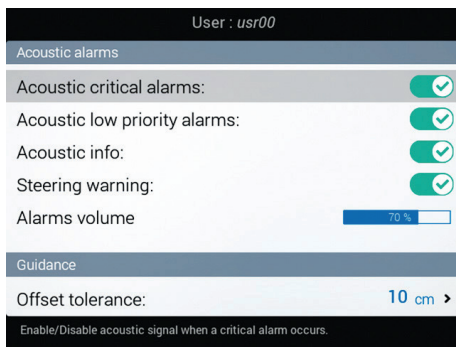 User : usr00
Acoustic alarms
Acoustic critical alarms:
Acoustic low priority alarms:
Acoustic info:
Steering warning:
Alarms volume 70 %
Guidance
Offset tolerance: 10 cm >
Enable/Disable acoustic signal when a critical alarm occurs.